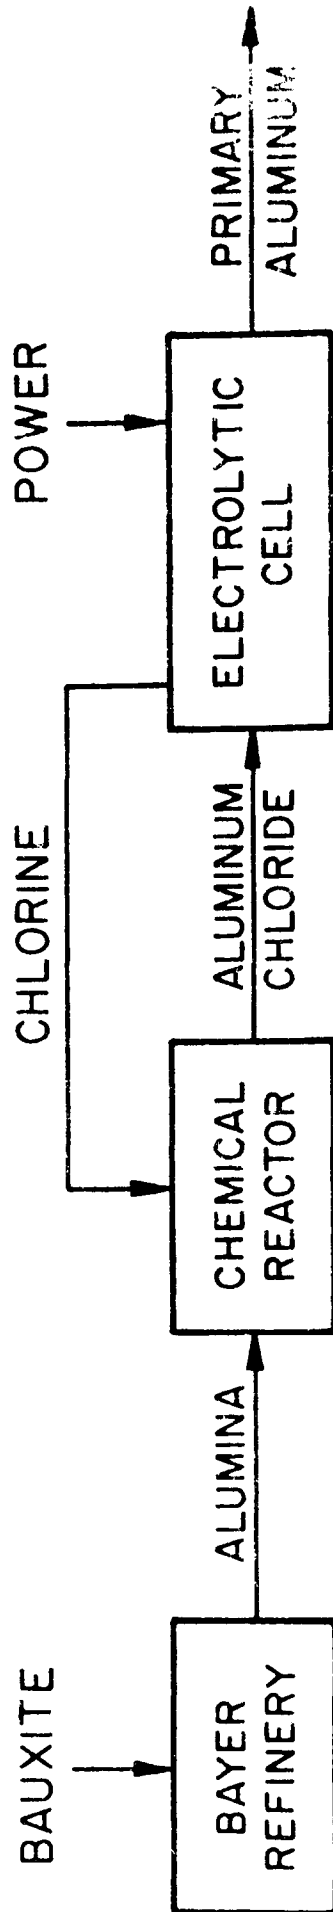 BAUXITE
BAYER
REFINERY
ALUMINA
CHEMICAL
REACTOR
CHLORINE
ALUMINUM
CHLORIDE
POWER
ELECTROLYTIC
CELL
PRIMARY
ALUMINUM